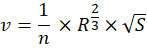 v = 1/n × R^(2/3) × √S